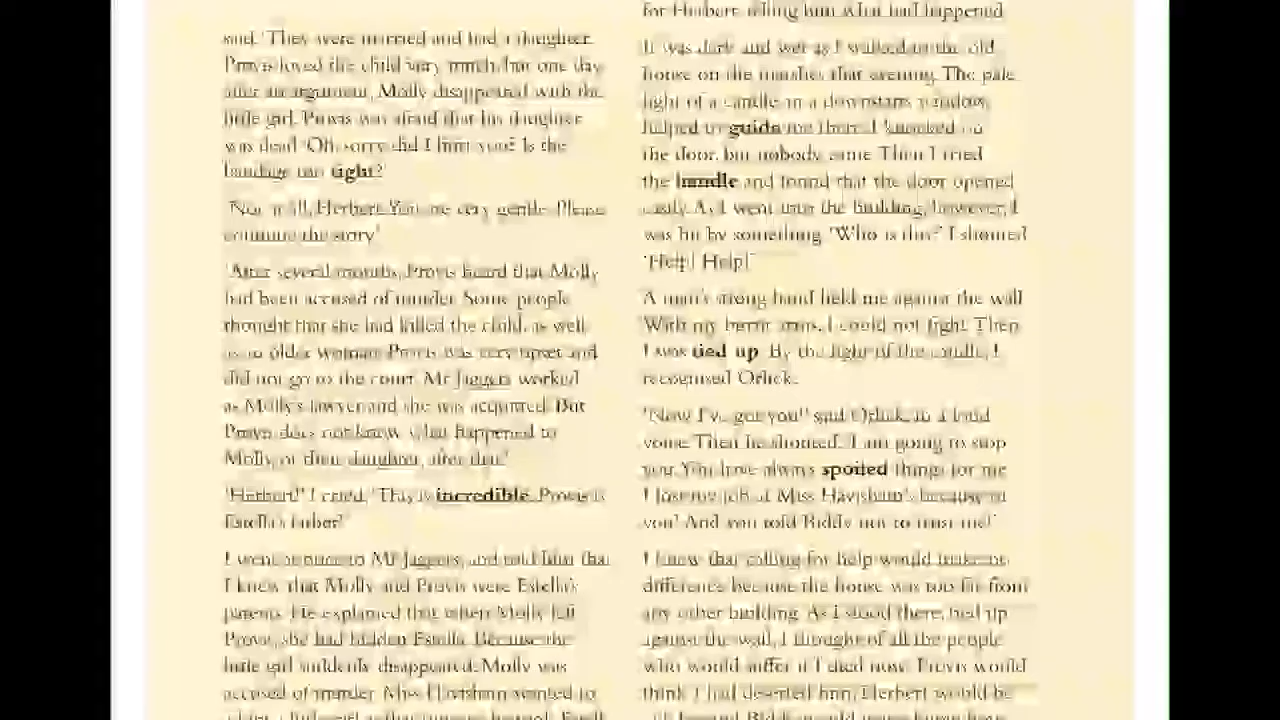 said. 'They were married and had a daughter.
Provis loved the child very much, but one day
after an argument, Molly disappeared with the
little girl. Provis was afraid that his daughter
was dead. 'Oh, sorry, did I hurt you? Is the
bandage too tight?'
'Not at all, Herbert. You are very gentle. Please
continue the story.'
'After several months, Provis heard that Molly
had been accused of murder. Some people
thought that she had killed the child, as well
as an older woman. Provis was very upset and
did not go to the court. Mr Jaggers worked
as Molly's lawyer and she was acquitted. But
Provis does not know what happened to
Molly, or their daughter, after that.'
'Herbert!' I cried. 'This is incredible. Provis is
Estella's father!'
I went at once to Mr Jaggers, and told him that
I knew that Molly and Provis were Estella's
parents. He explained that when Molly left
Provis, she had hidden Estella. Because the
little girl suddenly disappeared, Molly was
accused of murder. Miss Havisham wanted to
for Herbert, telling him what had happened.
It was dark and wet as I walked to the old
house on the marshes that evening. The pale
light of a candle in a downstairs window
helped to guide me there. I knocked on
the door, but nobody came. Then I tried
the handle and found that the door opened
easily. As I went into the building, however, I
was hit by something. 'Who is this?' I shouted.
'Help! Help!'
A man's strong hand held me against the wall.
With my burnt arms, I could not fight. Then
I was tied up. By the light of the candle, I
recognised Orlick.
'Now I've got you!' said Orlick, in a loud
voice. Then he shouted, 'I am going to stop
you. You have always spoiled things for me.
I lost my job at Miss Havisham's because of
you! And you told Biddy not to trust me!'
I knew that calling for help would make no
difference because the house was too far from
any other building. As I stood there, tied up
against the wall, I thought of all the people
who would suffer if I died now. Provis would
think I had deserted him, Herbert would be